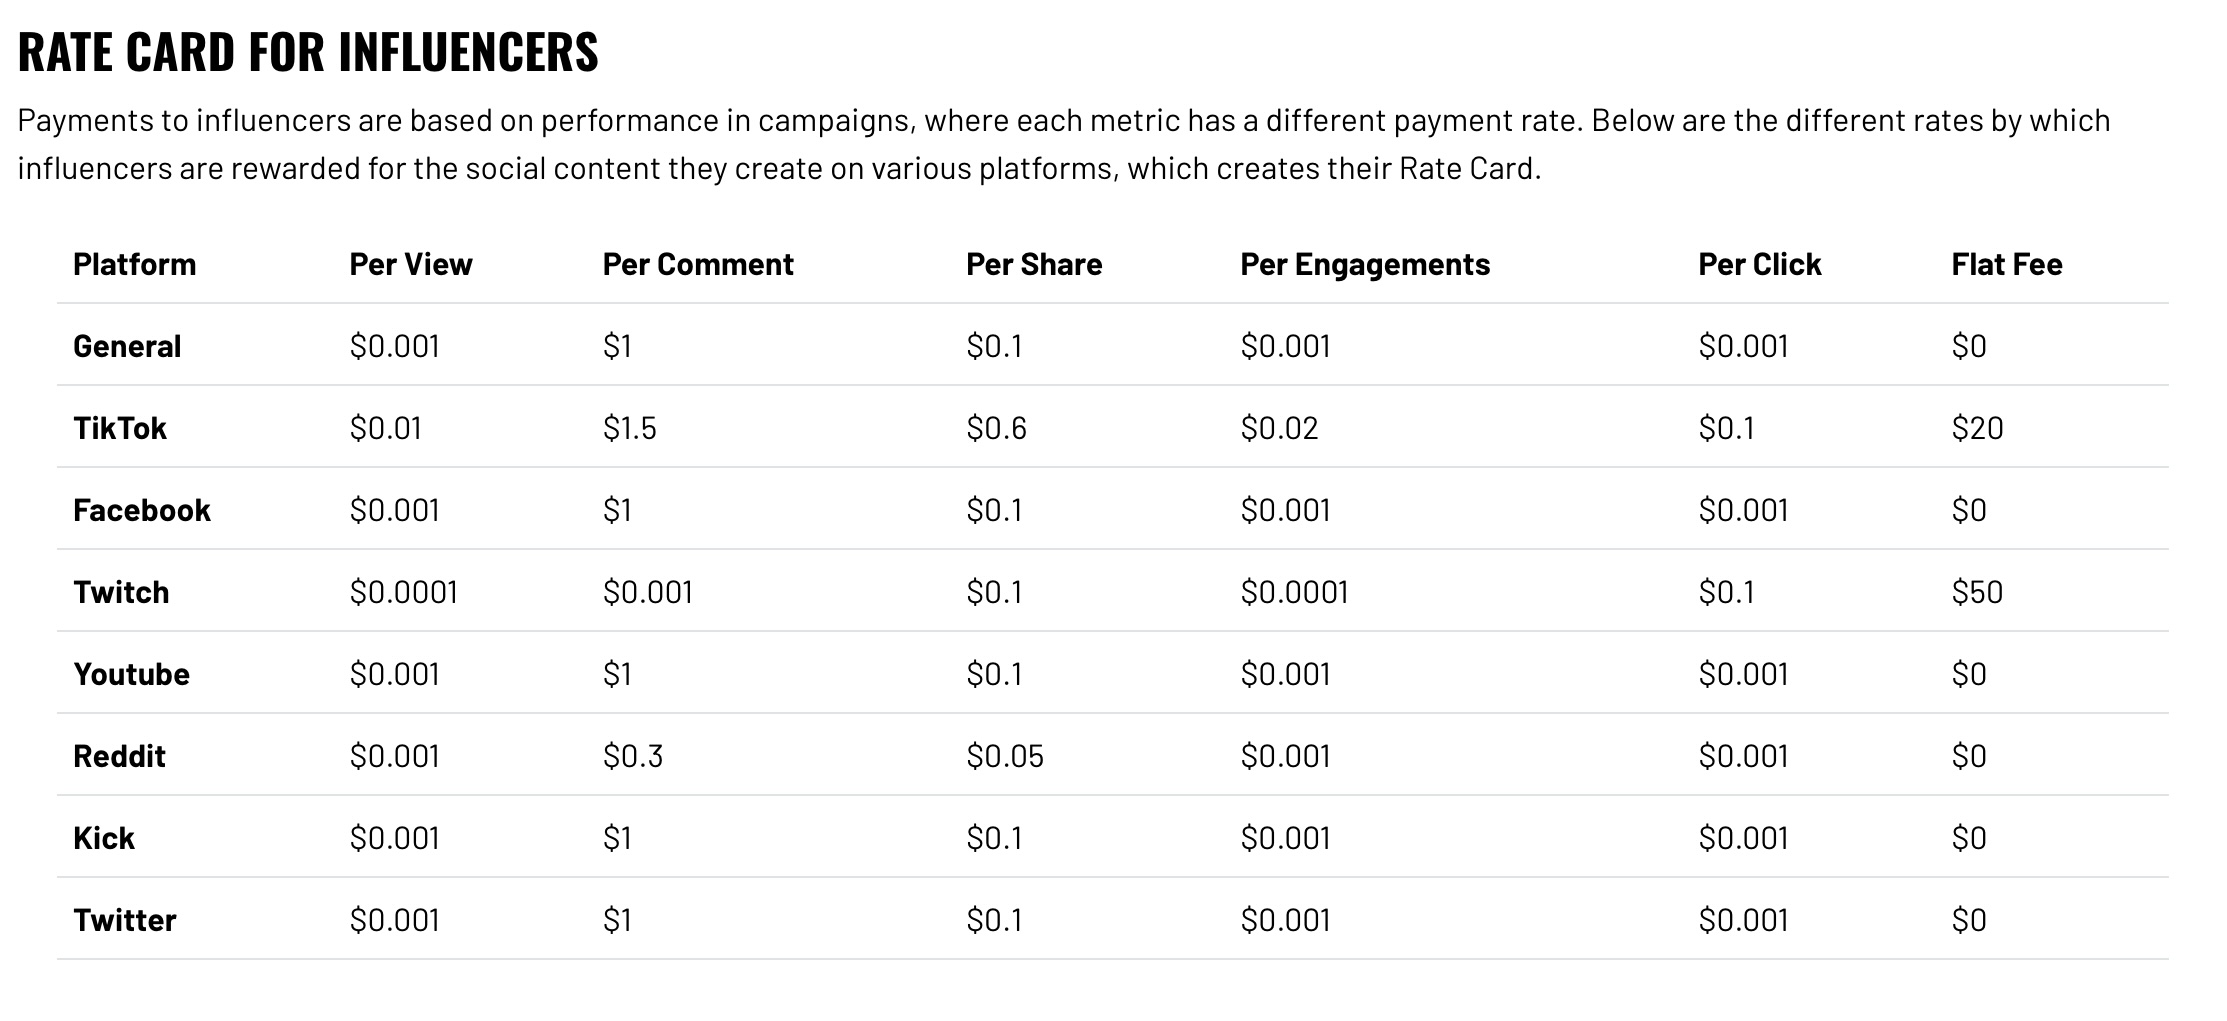 RATE CARD FOR INFLUENCERS
Payments to influencers are based on performance in campaigns, where each metric has a different payment rate. Below are the different rates by which
influencers are rewarded for the social content they create on various platforms, which creates their Rate Card.
Platform Per View Per Comment Per Share Per Engagements Per Click Flat Fee
General $0.001 $1 $0.1 $0.001 $0.001 $0
TikTok $0.01 $1.5 $0.6 $0.02 $0.1 $20
Facebook $0.001 $1 $0.1 $0.001 $0.001 $0
Twitch $0.0001 $0.001 $0.1 $0.0001 $0.1 $50
Youtube $0.001 $1 $0.1 $0.001 $0.001 $0
Reddit $0.001 $0.3 $0.05 $0.001 $0.001 $0
Kick $0.001 $1 $0.1 $0.001 $0.001 $0
Twitter $0.001 $1 $0.1 $0.001 $0.001 $0